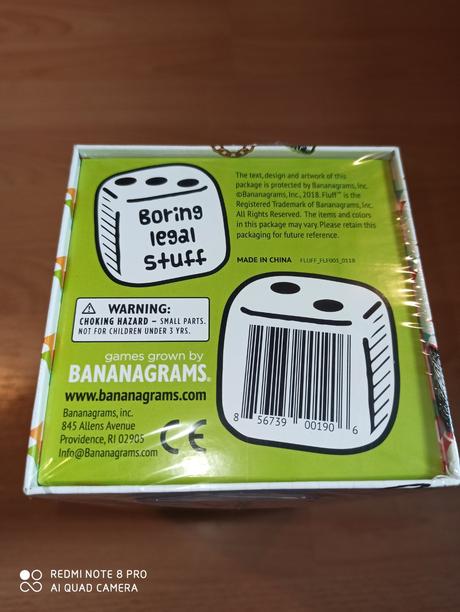 Boring
legal
stuff
The text, design and artwork of this
package is protected by Bananagrams, Inc.
©Bananagrams, Inc., 2018. Fluff™ is the
Registered Trademark of Bananagrams, Inc.
All Rights Reserved. The items and colors
in this package may vary. Please retain this
packaging for future reference.
MADE IN CHINA FLUFF_FLF001_0118
WARNING:
CHOKING HAZARD – SMALL PARTS.
NOT FOR CHILDREN UNDER 3 YRS.
games grown by
BANANAGRAMS®
www.bananagrams.com
Bananagrams, inc.
845 Allens Avenue
Providence, RI 02905
Info@Bananagrams.com
CE
8 56739 00190 6
REDMI NOTE 8 PRO
AI QUAD CAMERA